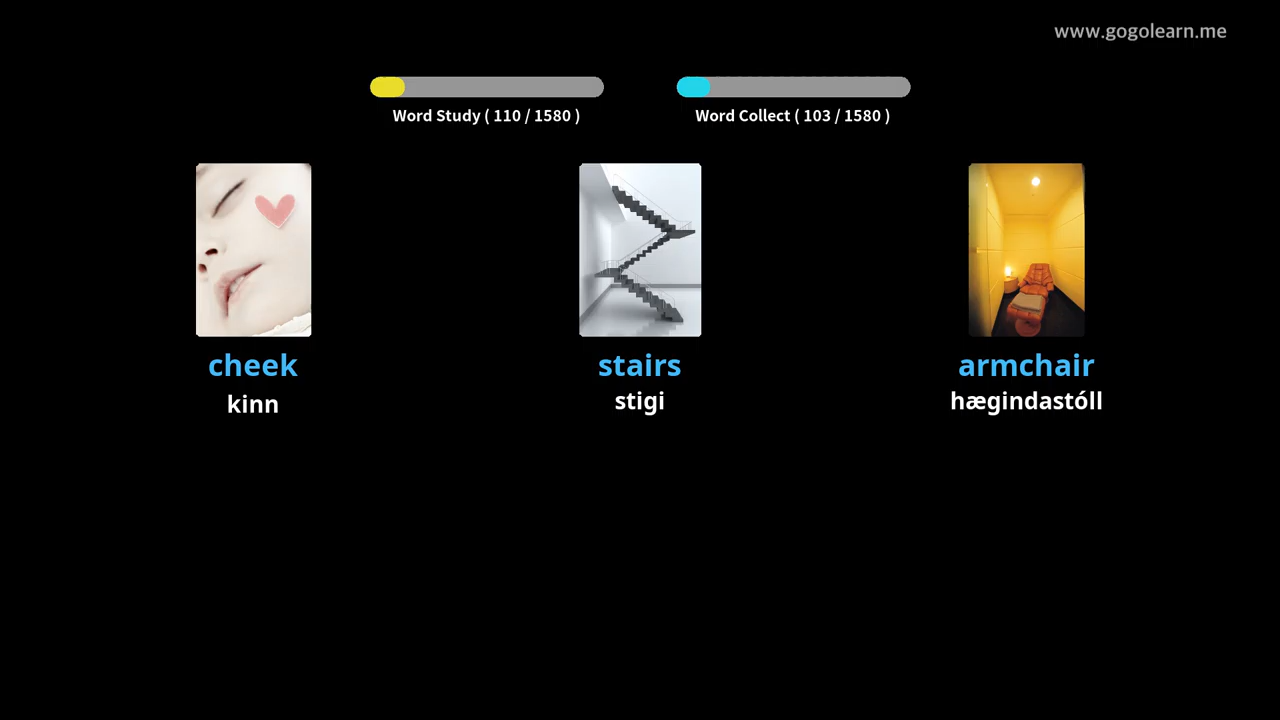 www.gogolearn.me
Word Study ( 110 / 1580 )
Word Collect ( 103 / 1580 )
cheek
kinn
stairs
stigi
armchair
hægindastóll